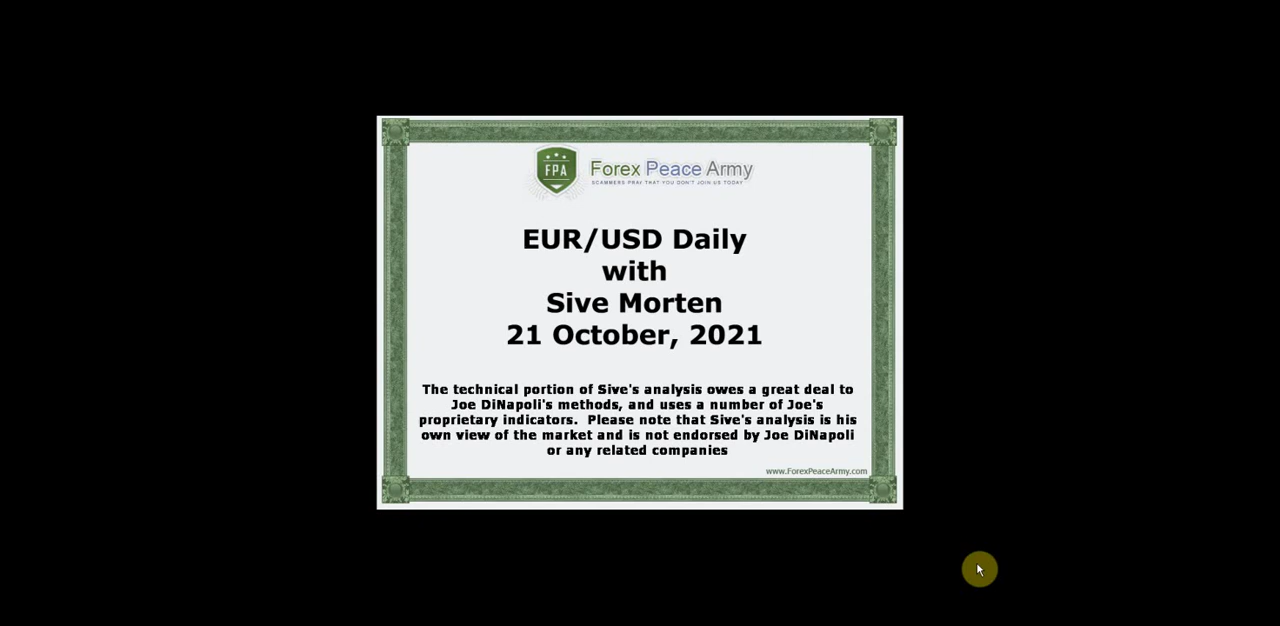 FPA
Forex Peace Army
SCAMMERS PRAY THAT YOU DON'T JOIN US TODAY
EUR/USD Daily
with
Sive Morten
21 October, 2021
The technical portion of Sive's analysis owes a great deal to
Joe DiNapoli's methods, and uses a number of Joe's
proprietary indicators. Please note that Sive's analysis is his
own view of the market and is not endorsed by Joe DiNapoli
or any related companies
www.ForexPeaceArmy.com